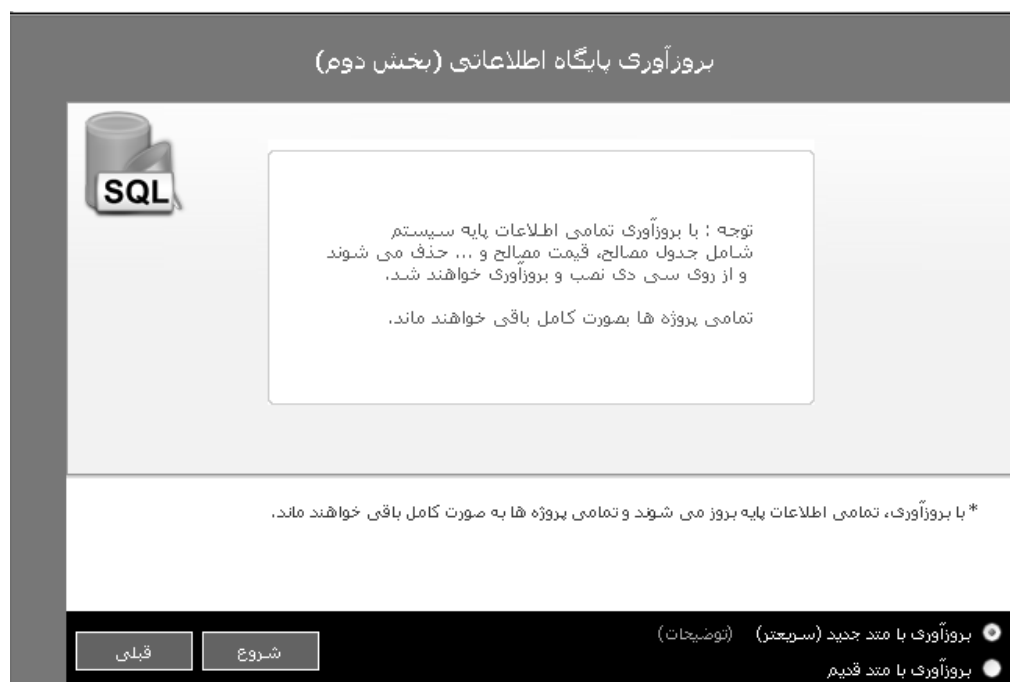 بروزآوری پایگاه اطلاعاتی (بخش دوم)
SQL
توجه : با بروزآوری تمامی اطلاعات پایه سیستم
شامل جدول مصالح، قیمت مصالح و ... حذف می شوند
و از روی سی دی نصب و بروزآوری خواهند شد.
تمامی پروژه ها بصورت کامل باقی خواهند ماند.
* با بروزآوری، تمامی اطلاعات پایه بروز می شوند و تمامی پروژه ها به صورت کامل باقی خواهند ماند.
بروزآوری با متد جدید (سریعتر) (توضیحات)
بروزآوری با متد قدیم
شروع
قبلی